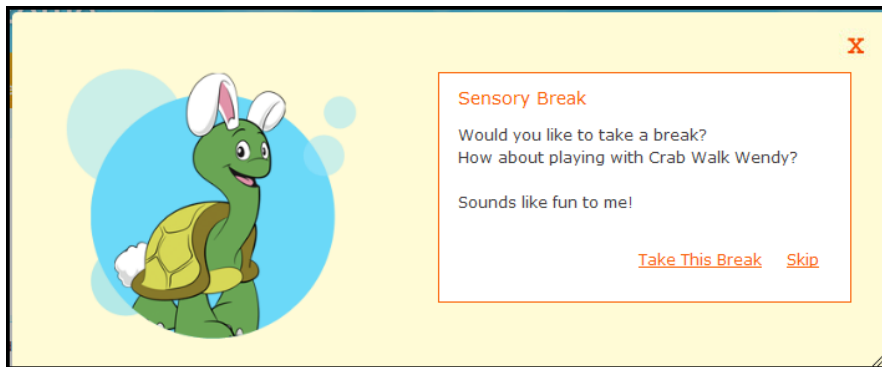 X
Sensory Break
Would you like to take a break?
How about playing with Crab Walk Wendy?
Sounds like fun to me!
Take This Break Skip